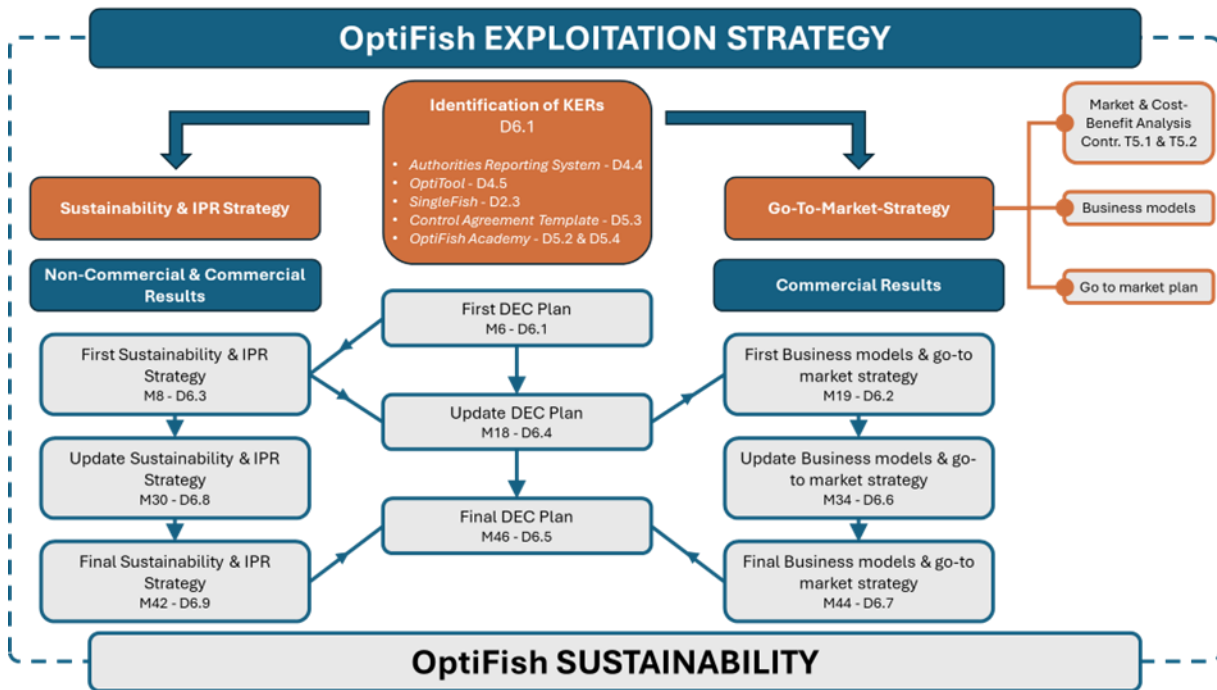 OptiFish EXPLOITATION STRATEGY
Identification of KERs
D6.1
• Authorities Reporting System - D4.4
• OptiTool - D4.5
• SingleFish - D2.3
• Control Agreement Template - D5.3
• OptiFish Academy - D5.2 & D5.4
Market & Cost-
Benefit Analysis
Contr. T5.1 & T5.2
Sustainability & IPR Strategy
Go-To-Market-Strategy
Business models
Go to market plan
Non-Commercial & Commercial
Results
Commercial Results
First DEC Plan
M6 - D6.1
First Sustainability & IPR
Strategy
M8 - D6.3
Update DEC Plan
M18 - D6.4
First Business models & go-to
market strategy
M19 - D6.2
Update Sustainability & IPR
Strategy
M30 - D6.8
Update Business models & go-
to market strategy
M34 - D6.6
Final DEC Plan
M46 - D6.5
Final Sustainability & IPR
Strategy
M42 - D6.9
Final Business models & go-to
market strategy
M44 - D6.7
OptiFish SUSTAINABILITY